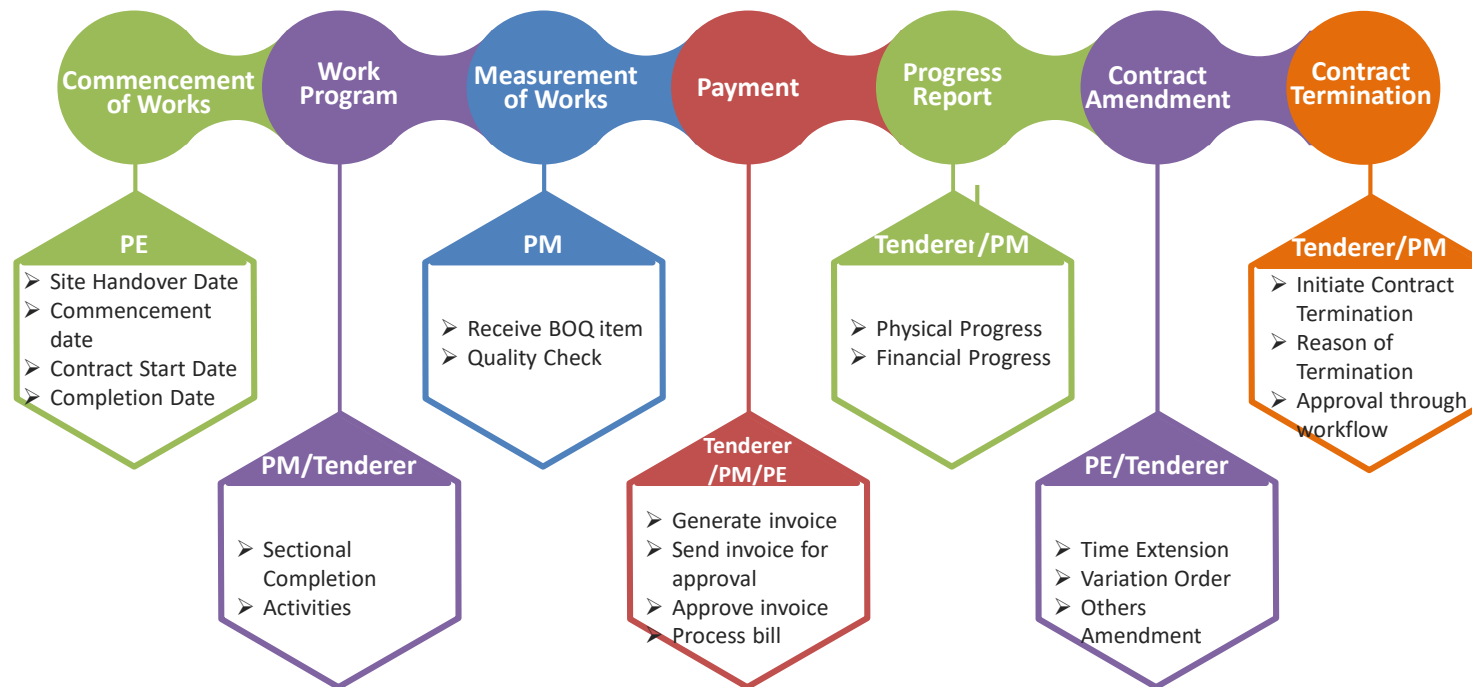 Commencement
of Works
Work
Program
Measurement
of Works
Payment
Progress
Report
Contract
Amendment
Contract
Termination
PE
➢ Site Handover Date
➢ Commencement
date
➢ Contract Start Date
➢ Completion Date
PM/Tenderer
➢ Sectional
Completion
➢ Activities
PM
➢ Receive BOQ item
➢ Quality Check
Tenderer
/PM/PE
➢ Generate invoice
➢ Send invoice for
approval
➢ Approve invoice
➢ Process bill
Tenderer/PM
➢ Physical Progress
➢ Financial Progress
PE/Tenderer
➢ Time Extension
➢ Variation Order
➢ Others
Amendment
Tenderer/PM
➢ Initiate Contract
Termination
➢ Reason of
Termination
➢ Approval through
workflow